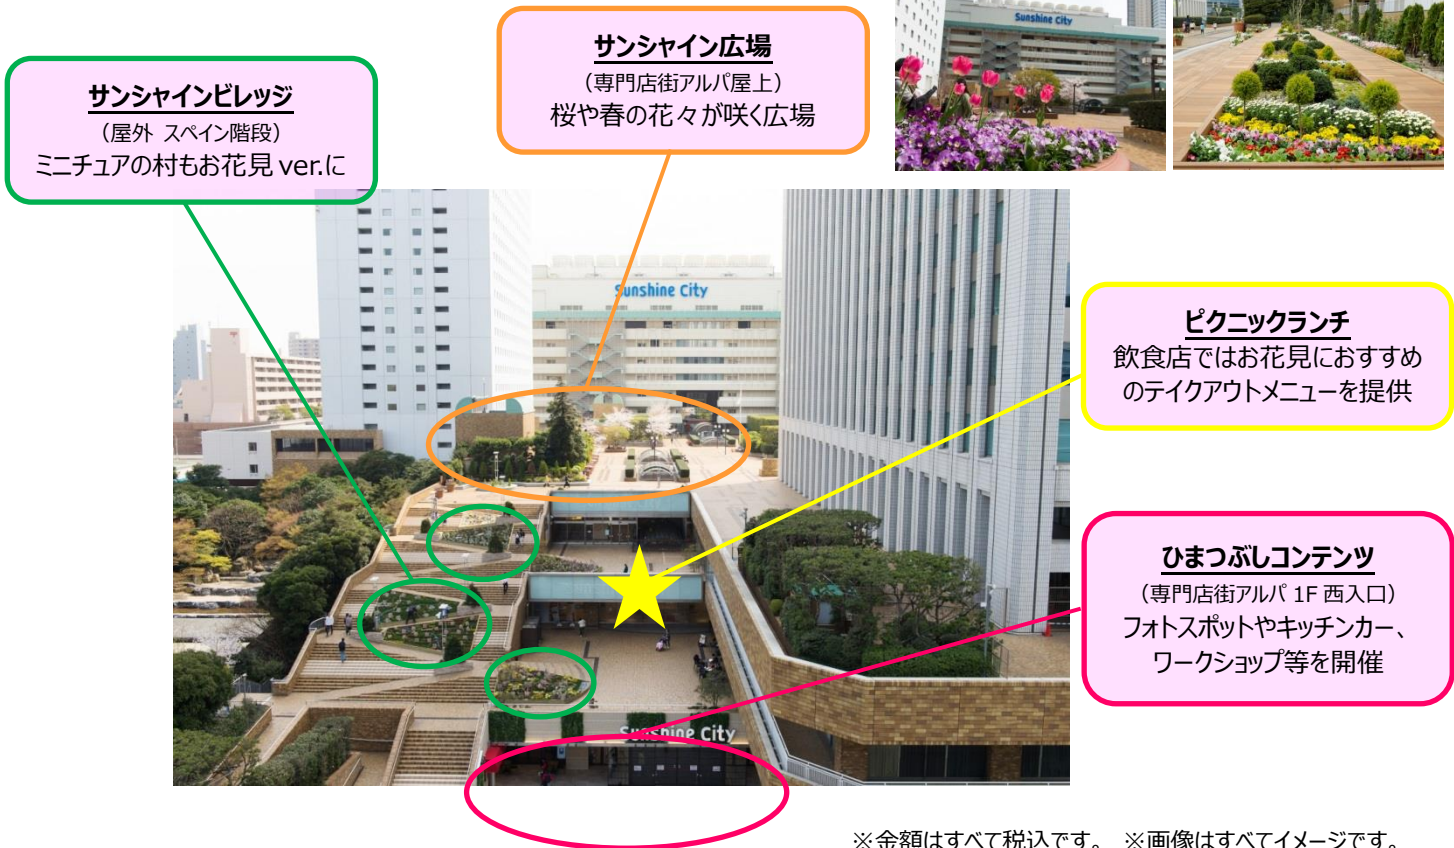 サンシャインビレッジ
（屋外 スペイン階段）
ミニチュアの村もお花見 ver.に
サンシャイン広場
（専門店街アルパ屋上）
桜や春の花々が咲く広場
Sunshine City
Sunshine City
ピクニックランチ
飲食店ではお花見におすすめ
のテイクアウトメニューを提供
ひまつぶしコンテンツ
（専門店街アルパ 1F 西入口）
フォトスポットやキッチンカー、
ワークショップ等を開催
Sunshine City
※金額はすべて税込です。 ※画像はすべてイメージです。